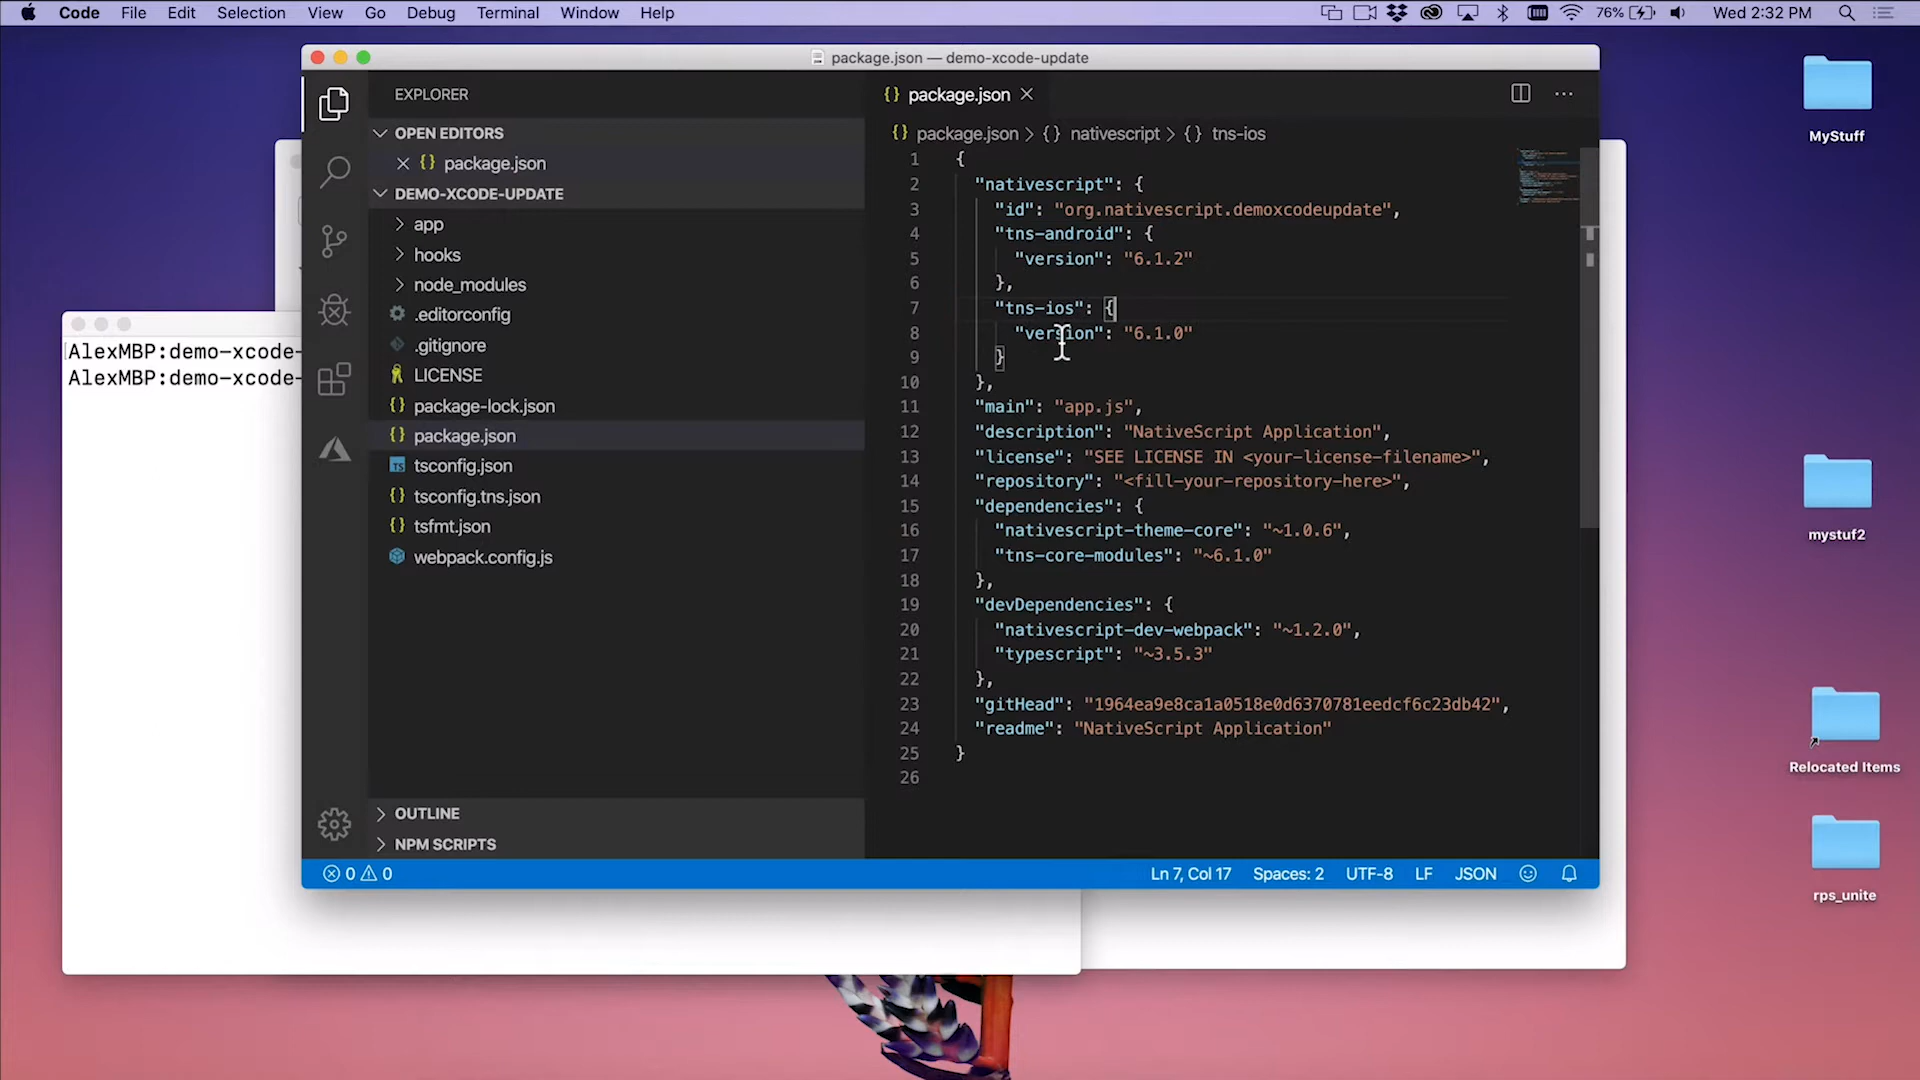 Code File Edit Selection View Go Debug Terminal Window Help
76% Wed 2:32 PM
package.json — demo-xcode-update
EXPLORER
OPEN EDITORS
package.json
DEMO-XCODE-UPDATE
app
hooks
node_modules
.editorconfig
.gitignore
LICENSE
package-lock.json
package.json
tsconfig.json
tsconfig.tns.json
tsfmt.json
webpack.config.js
OUTLINE
NPM SCRIPTS
package.json
package.json > {} nativescript > {} tns-ios
1 {
2 "nativescript": {
3 "id": "org.nativescript.demoxcodeupdate",
4 "tns-android": {
5 "version": "6.1.2"
6 },
7 "tns-ios": {
8 "version": "6.1.0"
9 }
10 },
11 "main": "app.js",
12 "description": "NativeScript Application",
13 "license": "SEE LICENSE IN <your-license-filename>",
14 "repository": "<fill-your-repository-here>",
15 "dependencies": {
16 "nativescript-theme-core": "~1.0.6",
17 "tns-core-modules": "~6.1.0"
18 },
19 "devDependencies": {
20 "nativescript-dev-webpack": "~1.2.0",
21 "typescript": "~3.5.3"
22 },
23 "gitHead": "1964ea9e8ca1a0518e0d6370781eedcf6c23db42",
24 "readme": "NativeScript Application"
25 }
26
0 0
Ln 7, Col 17 Spaces: 2 UTF-8 LF JSON
AlexMBP:demo-xcode-
AlexMBP:demo-xcode-
MyStuff
mystuf2
Relocated Items
rps_unite